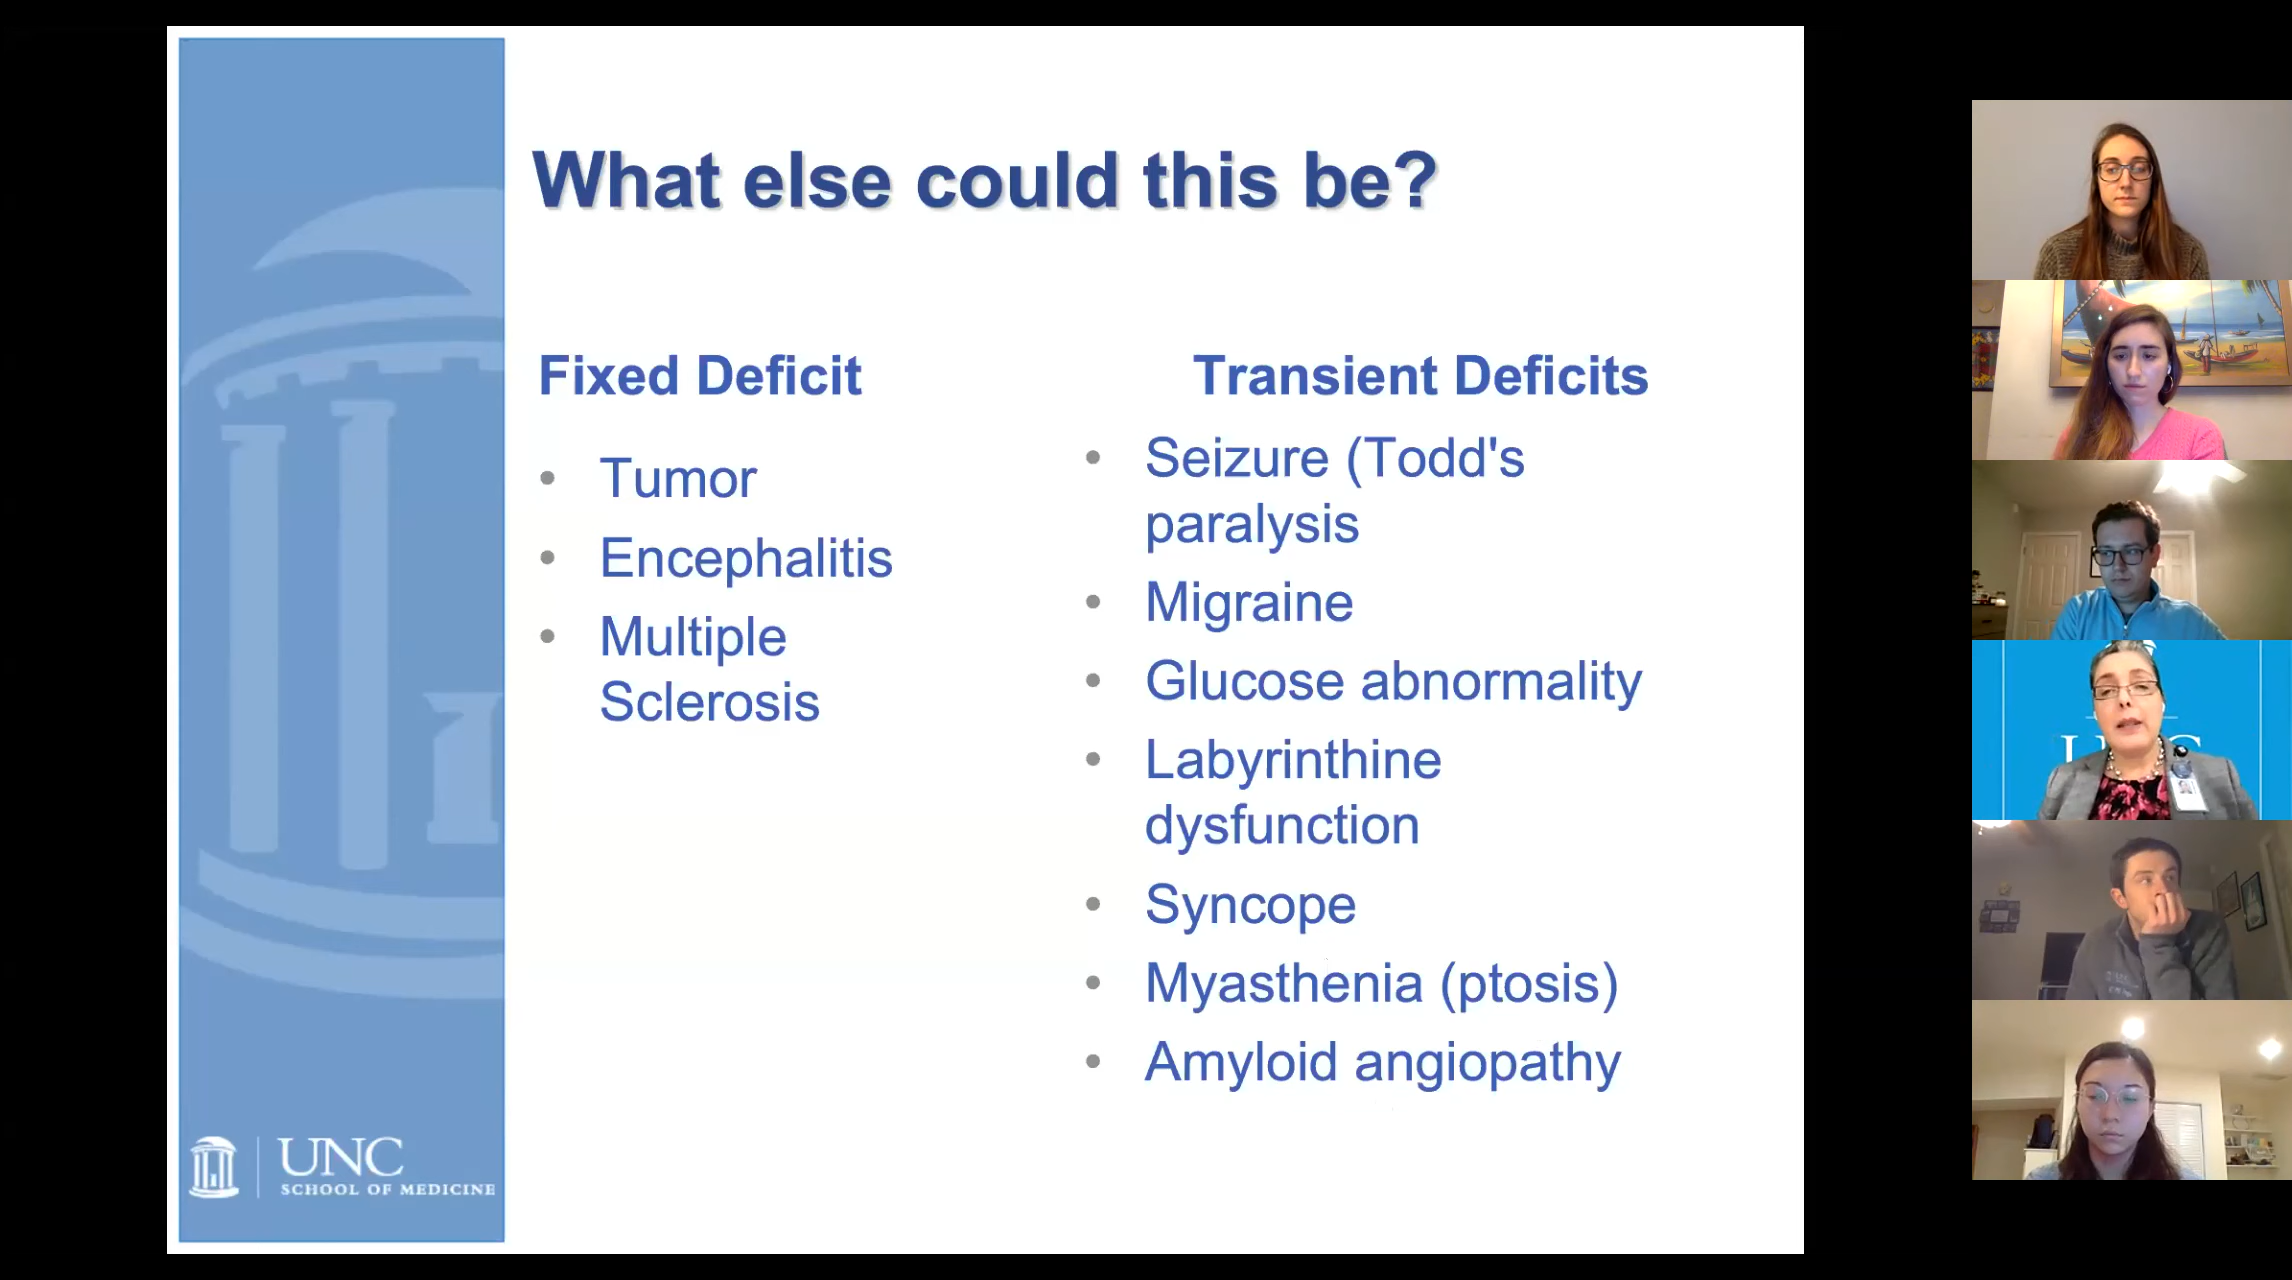 What else could this be?
Fixed Deficit
• Tumor
• Encephalitis
• Multiple
Sclerosis
Transient Deficits
• Seizure (Todd's
paralysis
• Migraine
• Glucose abnormality
• Labyrinthine
dysfunction
• Syncope
• Myasthenia (ptosis)
• Amyloid angiopathy
UNC
SCHOOL OF MEDICINE